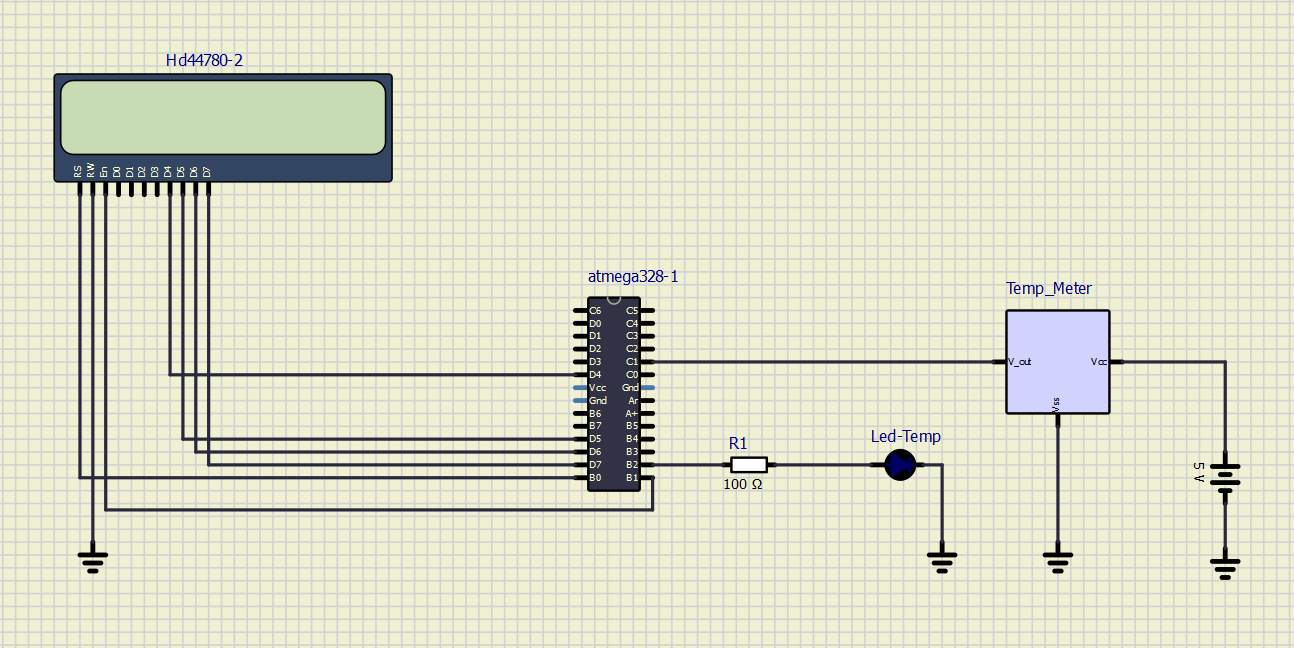 Hd44780-2
RS RW En D0 D1 D2 D3 D4 D5 D6 D7
atmega328-1
C6 C5
D0 C4
D1 C3
D2 C2
D3 C1
D4 C0
Vcc Gnd
Gnd Ar
B6 A+
B7 B5
D5 B4
D6 B3
D7 B2
B0 B1
R1
100 Ω
Led-Temp
Temp_Meter
V_out Vcc
Vss
5 V